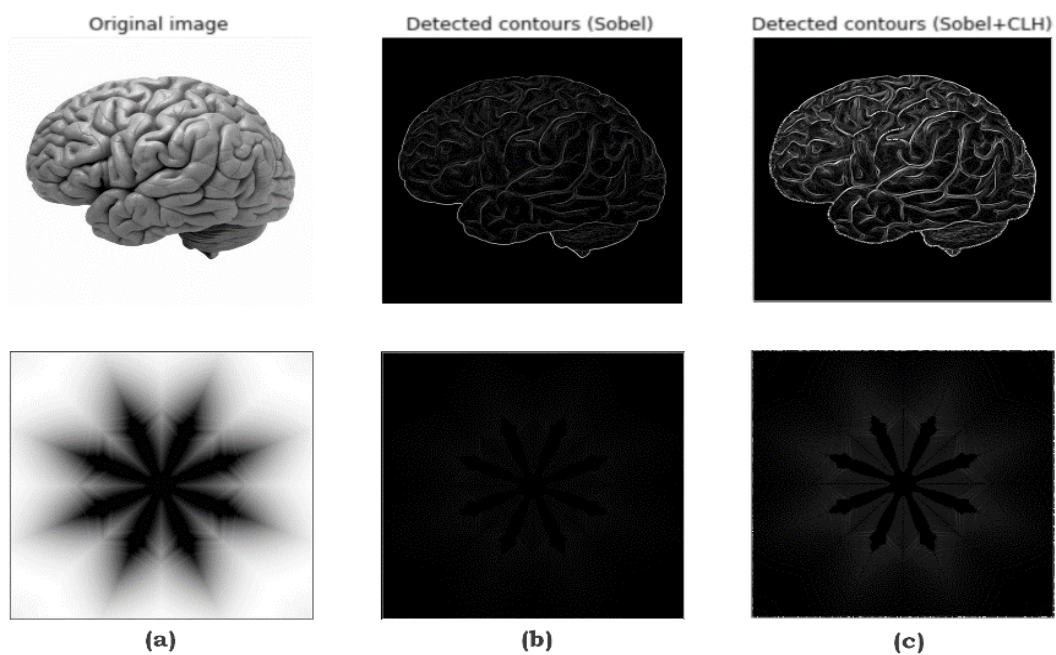 Original image
Detected contours (Sobel)
Detected contours (Sobel+CLH)
(a)
(b)
(c)